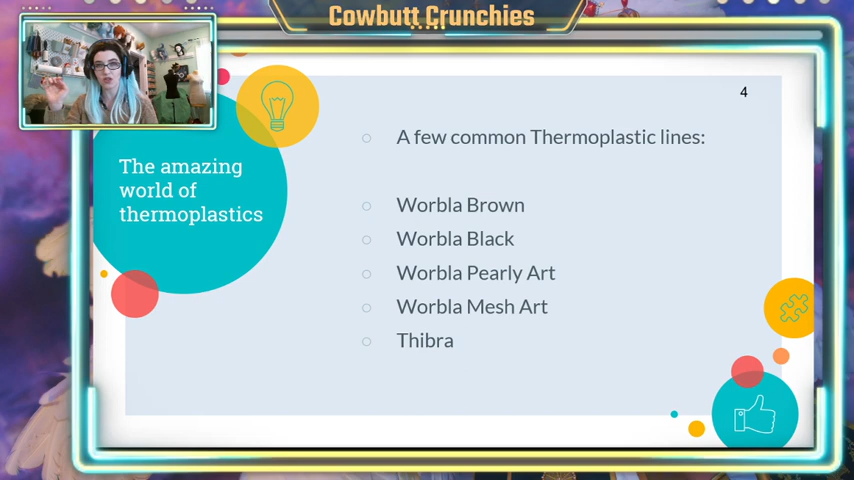 Cowbutt Crunchies
4
The amazing
world of
thermoplastics
A few common Thermoplastic lines:
Worbla Brown
Worbla Black
Worbla Pearly Art
Worbla Mesh Art
Thibra